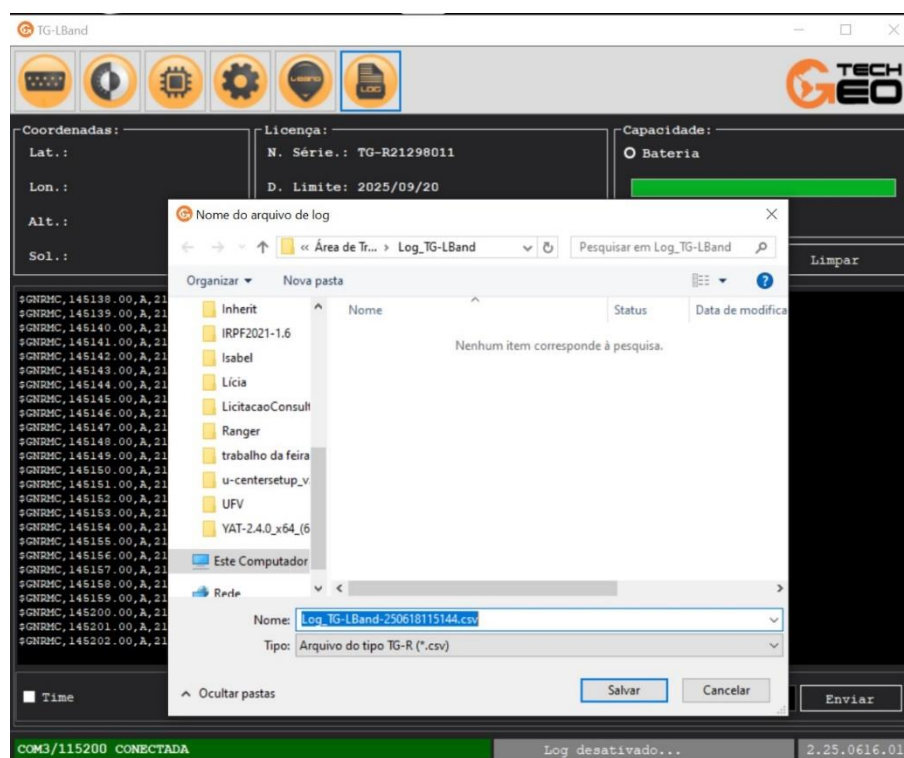 TG-LBand
LBAND
LOG
TECH
GEO
Coordenadas:
Lat.:
Lon.:
Alt.:
Sol.:
Licença:
N. Série.: TG-R21298011
D. Limite: 2025/09/20
Capacidade:
Bateria
Limpar
Nome do arquivo de log
« Área de Tr... › Log_TG-LBand
Pesquisar em Log_TG-LBand
Organizar
Nova pasta
Inherit
IRPF2021-1.6
Isabel
Lícia
LicitacaoConsult
Ranger
trabalho da feira
u-centersetup_v.
UFV
YAT-2.4.0_x64_(6
Este Computador
Rede
Nome
Status
Data de modifica
Nenhum item corresponde à pesquisa.
Nome: Log_TG-LBand-250618115144.csv
Tipo: Arquivo do tipo TG-R (*.csv)
Ocultar pastas
Salvar
Cancelar
$GNRMC,145138.00,A,21
$GNRMC,145139.00,A,21
$GNRMC,145140.00,A,21
$GNRMC,145141.00,A,21
$GNRMC,145142.00,A,21
$GNRMC,145143.00,A,21
$GNRMC,145144.00,A,21
$GNRMC,145145.00,A,21
$GNRMC,145146.00,A,21
$GNRMC,145147.00,A,21
$GNRMC,145148.00,A,21
$GNRMC,145149.00,A,21
$GNRMC,145150.00,A,21
$GNRMC,145151.00,A,21
$GNRMC,145152.00,A,21
$GNRMC,145153.00,A,21
$GNRMC,145154.00,A,21
$GNRMC,145155.00,A,21
$GNRMC,145156.00,A,21
$GNRMC,145157.00,A,21
$GNRMC,145158.00,A,21
$GNRMC,145159.00,A,21
$GNRMC,145200.00,A,21
$GNRMC,145201.00,A,21
$GNRMC,145202.00,A,21
Time
Enviar
COM3/115200 CONECTADA
Log desativado...
2.25.0616.01